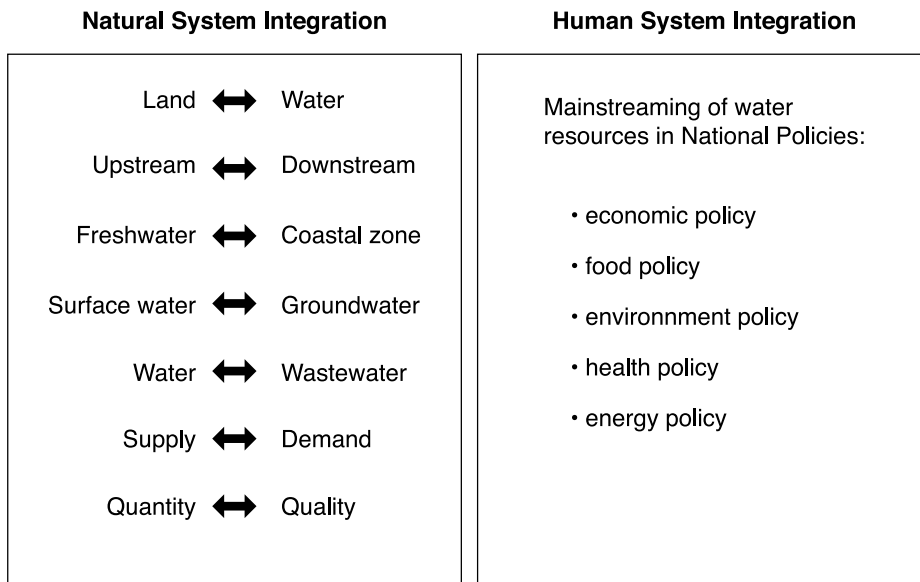 Natural System Integration
Land Water
Upstream Downstream
Freshwater Coastal zone
Surface water Groundwater
Water Wastewater
Supply Demand
Quantity Quality
Human System Integration
Mainstreaming of water
resources in National Policies:
• economic policy
• food policy
• environnment policy
• health policy
• energy policy